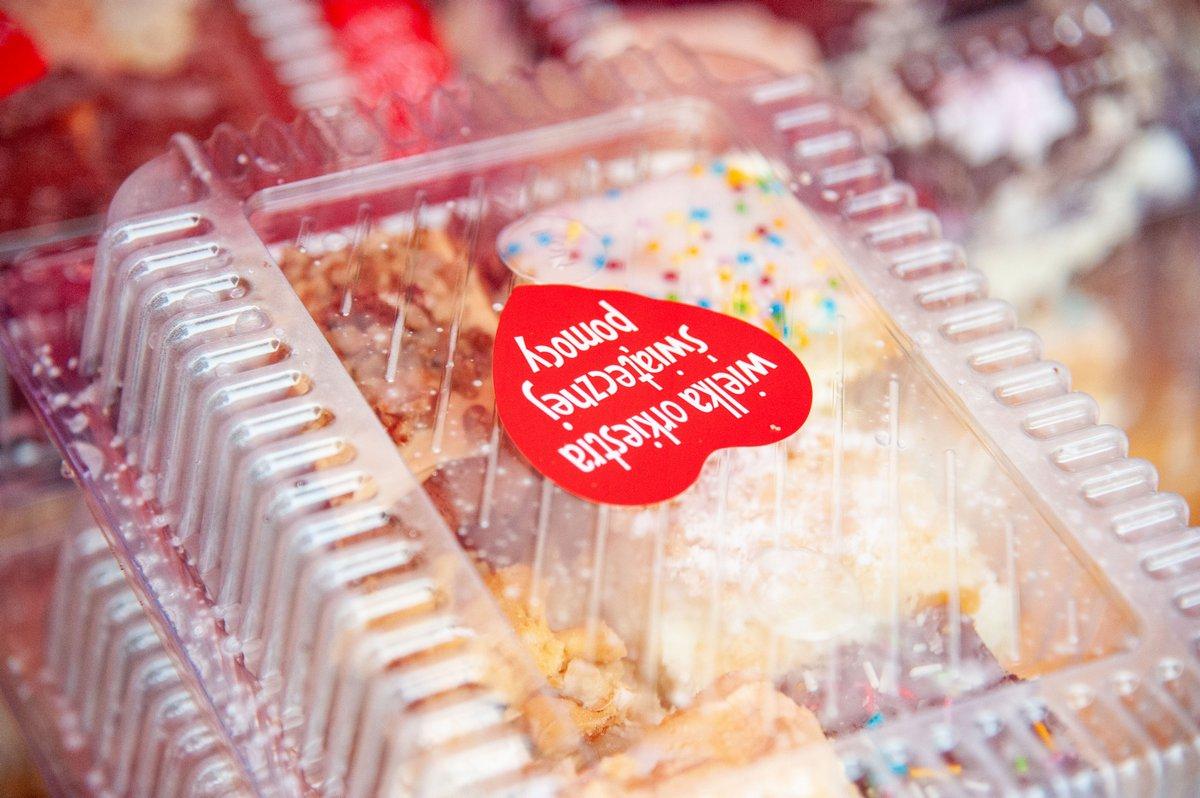 wielka orkiestra
świątecznej
pomocy